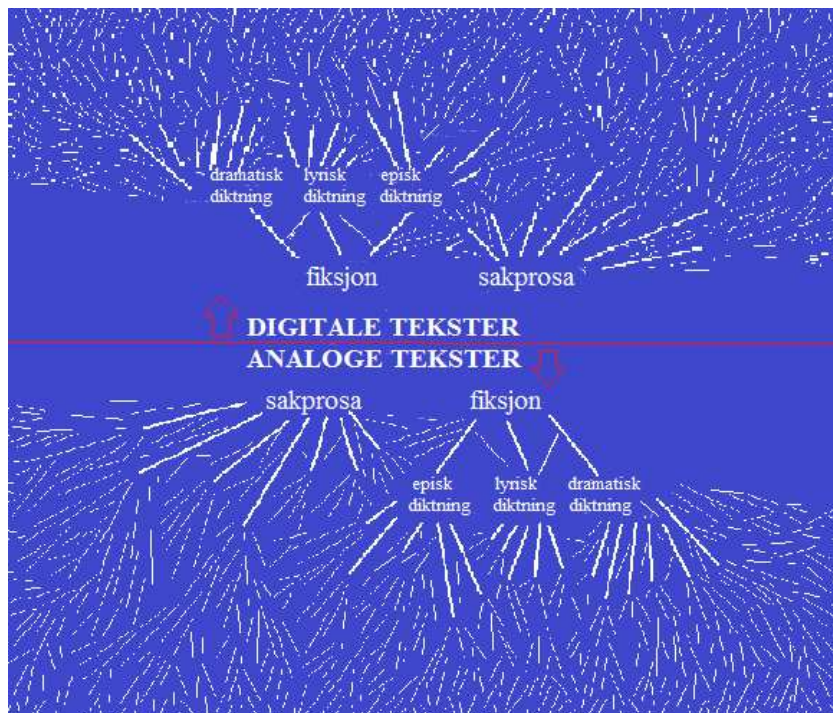 dramatisk lyrisk episk
diktning diktning diktning
fiksjon sakprosa
DIGITALE TEKSTER
ANALOGE TEKSTER
sakprosa fiksjon
episk lyrisk dramatisk
diktning diktning diktning